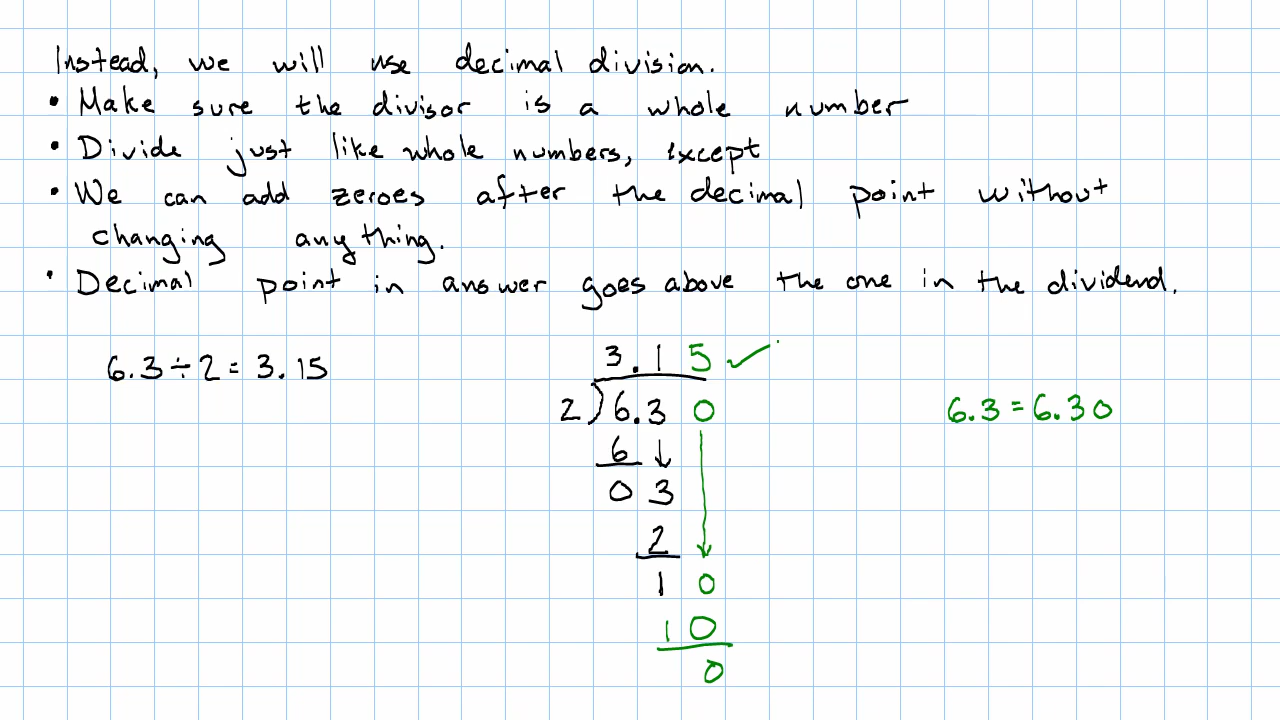 Instead, we will use decimal division.
• Make sure the divisor is a whole number
• Divide just like whole numbers, except
• We can add zeroes after the decimal point without
changing anything.
• Decimal point in answer goes above the one in the dividend.
6.3 ÷ 2 = 3.15
3.15 ✓
2)6.30
6 ↓
03
2
10
10
0
6.3 = 6.30